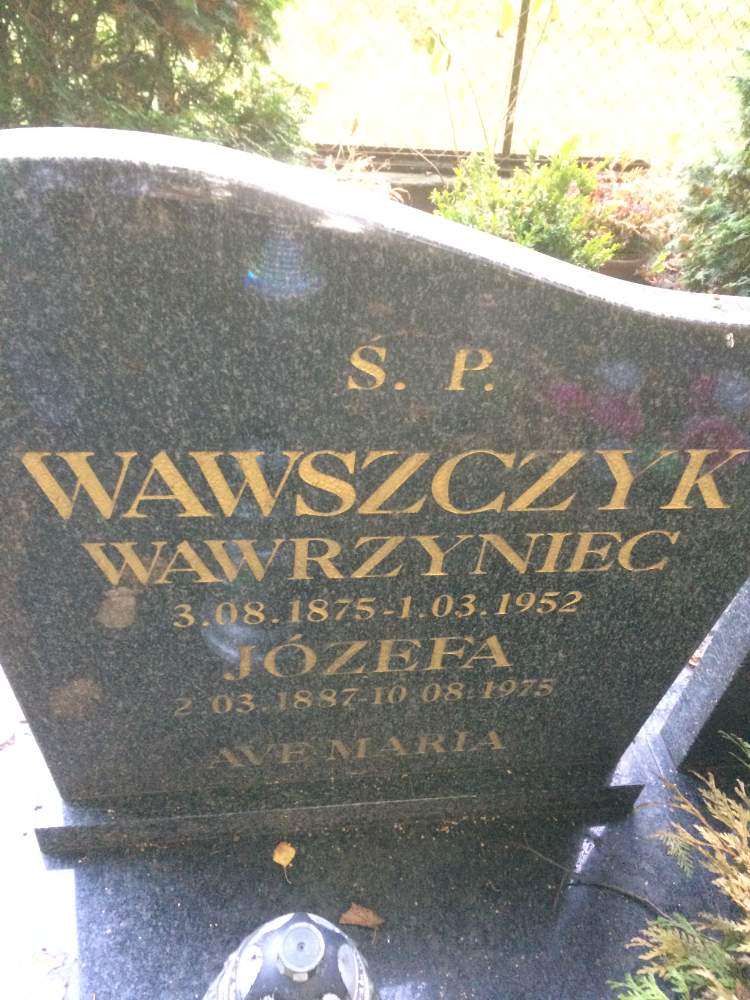 Ś. P.
WAWSZCZYK
WAWRZYNIEC
3.08.1875-1.03.1952
JÓZEFA
2.03.1887-10.08.1975
AVE MARIA